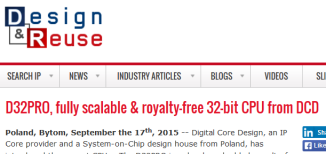 Design
& Reuse
SEARCH IP NEWS INDUSTRY ARTICLES BLOGS VIDEOS
D32PRO, fully scalable & royalty-free 32-bit CPU from DCD
Poland, Bytom, September the 17th, 2015 -- Digital Core Design, an IP
Core provider and a System-on-Chip design house from Poland, has
in
Like